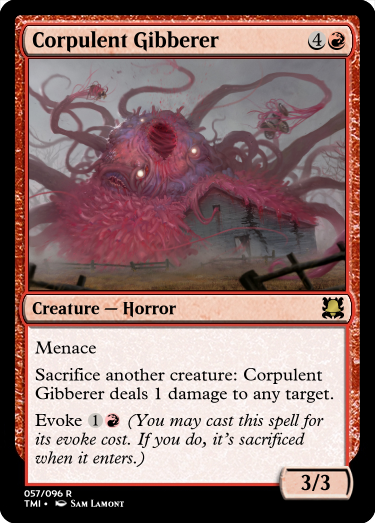 Corpulent Gibberer 4
Creature — Horror
Menace
Sacrifice another creature: Corpulent
Gibberer deals 1 damage to any target.
Evoke 1 (You may cast this spell for
its evoke cost. If you do, it's sacrificed
when it enters.)
3/3
057/096 R
TMI • Sam Lamont